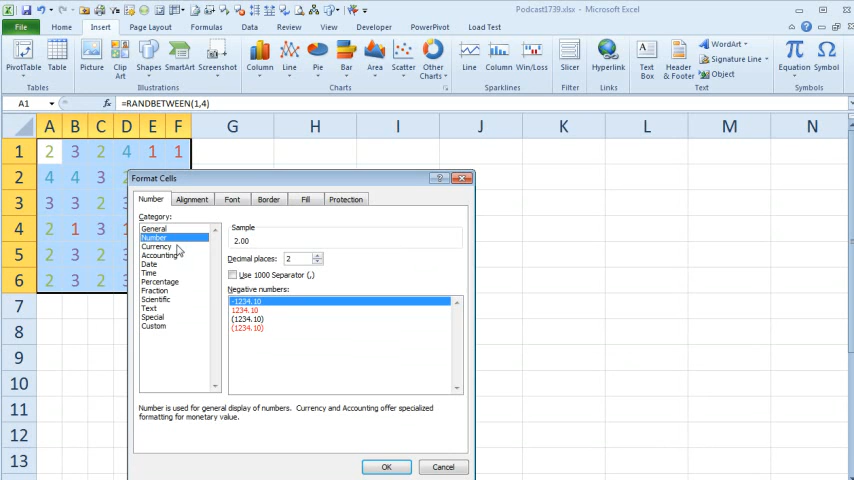 Podcast1739.xlsx - Microsoft Excel
File Home Insert Page Layout Formulas Data Review View Developer PowerPivot Load Test
PivotTable Table Picture Clip Art Shapes SmartArt Screenshot Column Line Pie Bar Area Scatter Other Charts Line Column Win/Loss Slicer Hyperlink Text Box Header & Footer WordArt Signature Line Object Equation Symbol
Tables Illustrations Charts Sparklines Filter Links Text Symbols
A1 fx =RANDBETWEEN(1,4)
A B C D E F G H I J K L M N
1 2 3 2 4 1 1
2 4 4 3
3 3 3 2
4 2 1 3
5 2 3 2
6 2 3 2
7
8
9
10
11
12
13
Format Cells
Number Alignment Font Border Fill Protection
Category:
General
Number
Currency
Accounting
Date
Time
Percentage
Fraction
Scientific
Text
Special
Custom
Sample
2.00
Decimal places: 2
Use 1000 Separator (,)
Negative numbers:
-1234.10
1234.10
(1234.10)
(1234.10)
Number is used for general display of numbers. Currency and Accounting offer specialized
formatting for monetary value.
OK Cancel